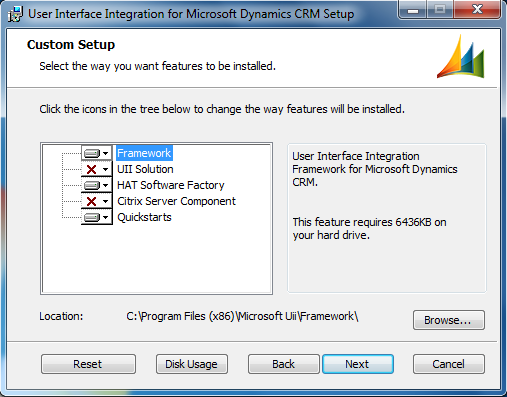 User Interface Integration for Microsoft Dynamics CRM Setup
Custom Setup
Select the way you want features to be installed.
Click the icons in the tree below to change the way features will be installed.
Framework
UII Solution
HAT Software Factory
Citrix Server Component
Quickstarts
User Interface Integration
Framework for Microsoft Dynamics
CRM.
This feature requires 6436KB on
your hard drive.
Location: C:\Program Files (x86)\Microsoft Uii\Framework\
Browse...
Reset Disk Usage Back Next Cancel